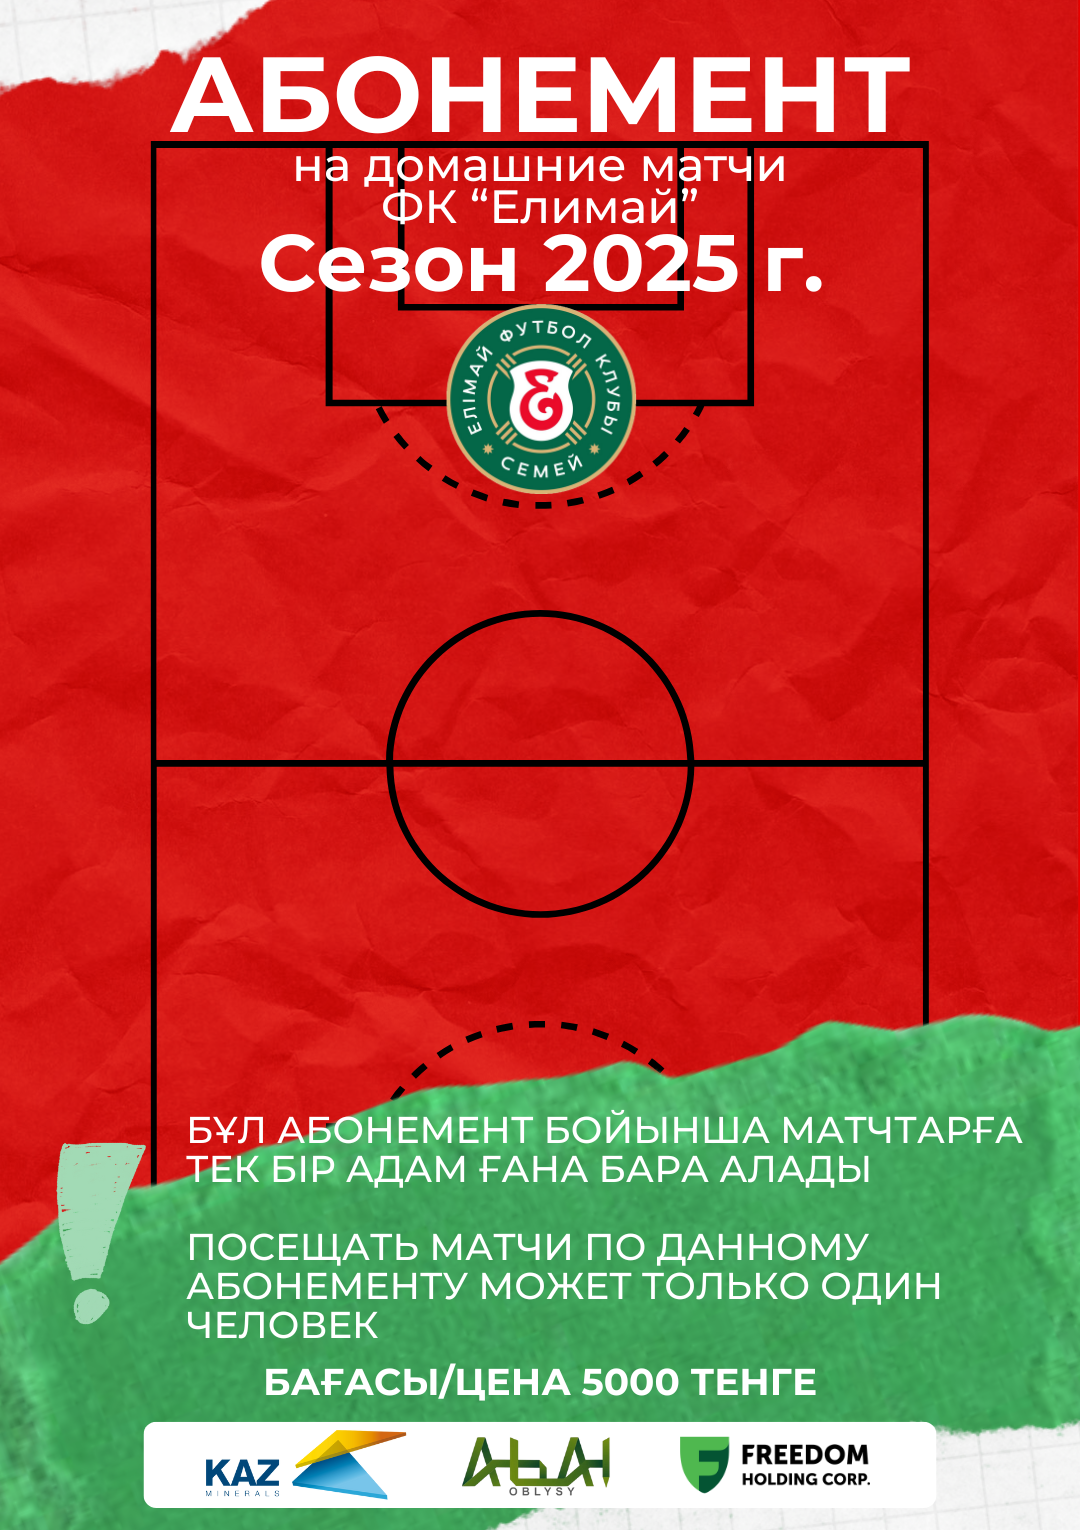 АБОНЕМЕНТ
на домашние матчи
ФК “Елимай”
Сезон 2025 г.
ЕЛІМАЙ ФУТБОЛ КЛУБЫ
СЕМЕЙ
БҰЛ АБОНЕМЕНТ БОЙЫНША МАТЧТАРҒА
ТЕК БІР АДАМ ҒАНА БАРА АЛАДЫ
ПОСЕЩАТЬ МАТЧИ ПО ДАННОМУ
АБОНЕМЕНТУ МОЖЕТ ТОЛЬКО ОДИН
ЧЕЛОВЕК
БАҒАСЫ/ЦЕНА 5000 ТЕНГЕ
KAZ
MINERALS
АБАЙ
OBLYSY
FREEDOM
HOLDING CORP.